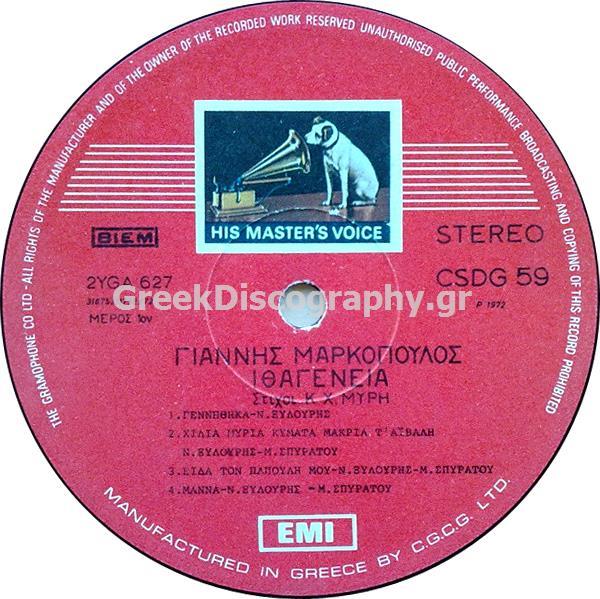 THE GRAMOPHONE CO LTD - ALL RIGHTS OF THE MANUFACTURER AND OF THE OWNER OF THE RECORDED WORK RESERVED UNAUTHORISED PUBLIC PERFORMANCE BROADCASTING AND COPYING OF THIS RECORD PROHIBITED
HIS MASTER'S VOICE
BIEM
STEREO
2YGA 627
CSDG 59
GreekDiscography.gr
P 1972
ΜΕΡΟΣ 1ον
ΓΙΑΝΝΗΣ ΜΑΡΚΟΠΟΥΛΟΣ
ΙΘΑΓΕΝΕΙΑ
Στίχοι Κ. Χ. ΜΥΡΗ
1. ΓΕΝΝΗΘΗΚΑ-Ν.ΞΥΛΟΥΡΗΣ
2. ΧΙΛΙΑ ΜΥΡΙΑ ΚΥΜΑΤΑ ΜΑΚΡΙΑ Τ'ΑΪΒΑΛΗ
Ν.ΞΥΛΟΥΡΗΣ-Μ.ΣΠΥΡΑΤΟΥ
3. ΕΙΔΑ ΤΟΝ ΠΑΠΟΥΛΗ ΜΟΥ-Ν.ΞΥΛΟΥΡΗΣ-Μ.ΣΠΥΡΑΤΟΥ
4. ΜΑΝΝΑ-Ν.ΞΥΛΟΥΡΗΣ -Μ.ΣΠΥΡΑΤΟΥ
EMI
MANUFACTURED IN GREECE BY C.G.C.G. LTD.